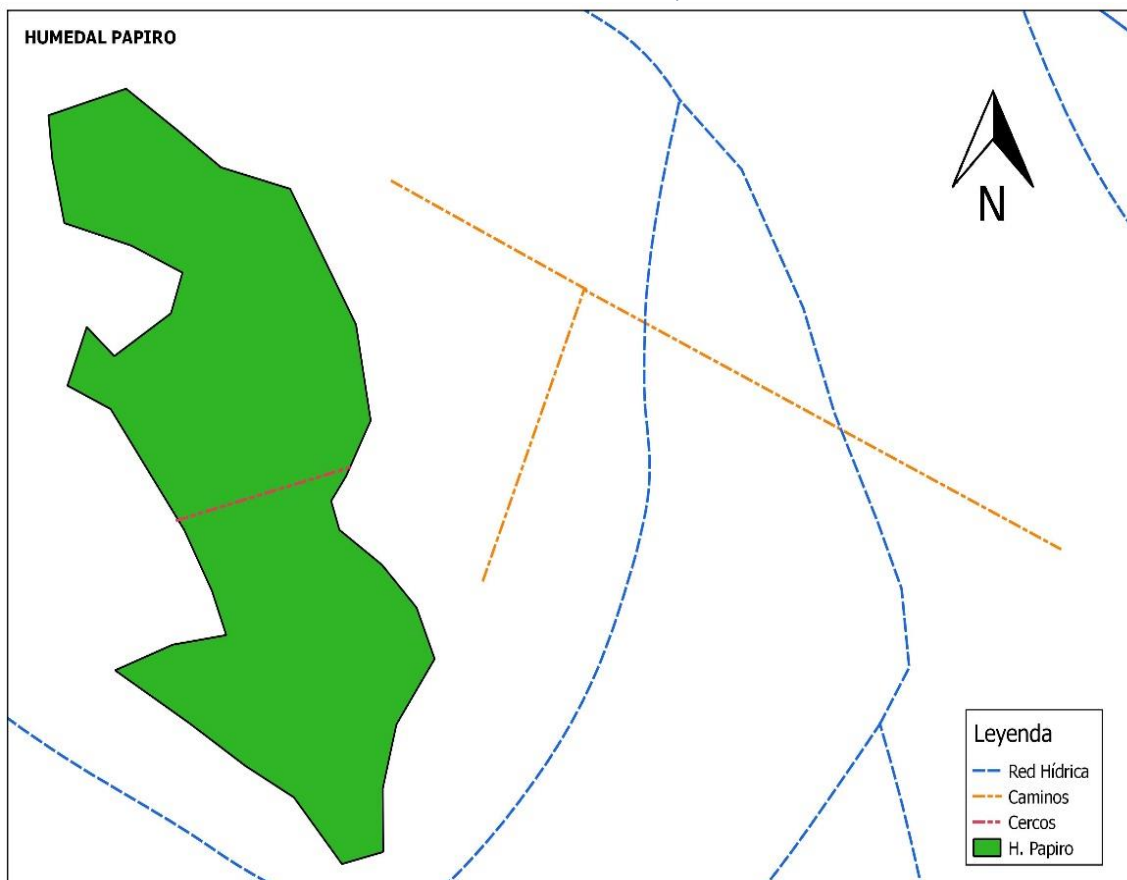 HUMEDAL PAPIRO
N
Leyenda
Red Hídrica
Caminos
Cercos
H. Papiro